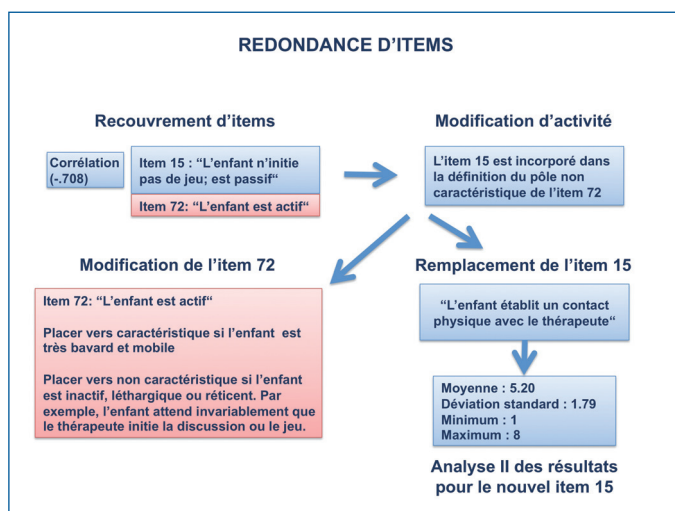 REDONDANCE D’ITEMS
Recouvrement d’items
Corrélation
(-.708)
Item 15 : “L’enfant n’initie
pas de jeu; est passif“
Item 72: “L’enfant est actif“
Modification d’activité
L’item 15 est incorporé dans
la définition du pôle non
caractéristique de l’item 72
Modification de l’item 72
Item 72: “L’enfant est actif“
Placer vers caractéristique si l’enfant est
très bavard et mobile
Placer vers non caractéristique si l’enfant
est inactif, léthargique ou réticent. Par
exemple, l’enfant attend invariablement que
le thérapeute initie la discussion ou le jeu.
Remplacement de l’item 15
“L’enfant établit un contact
physique avec le thérapeute“
Moyenne : 5.20
Déviation standard : 1.79
Minimum : 1
Maximum : 8
Analyse II des résultats
pour le nouvel item 15